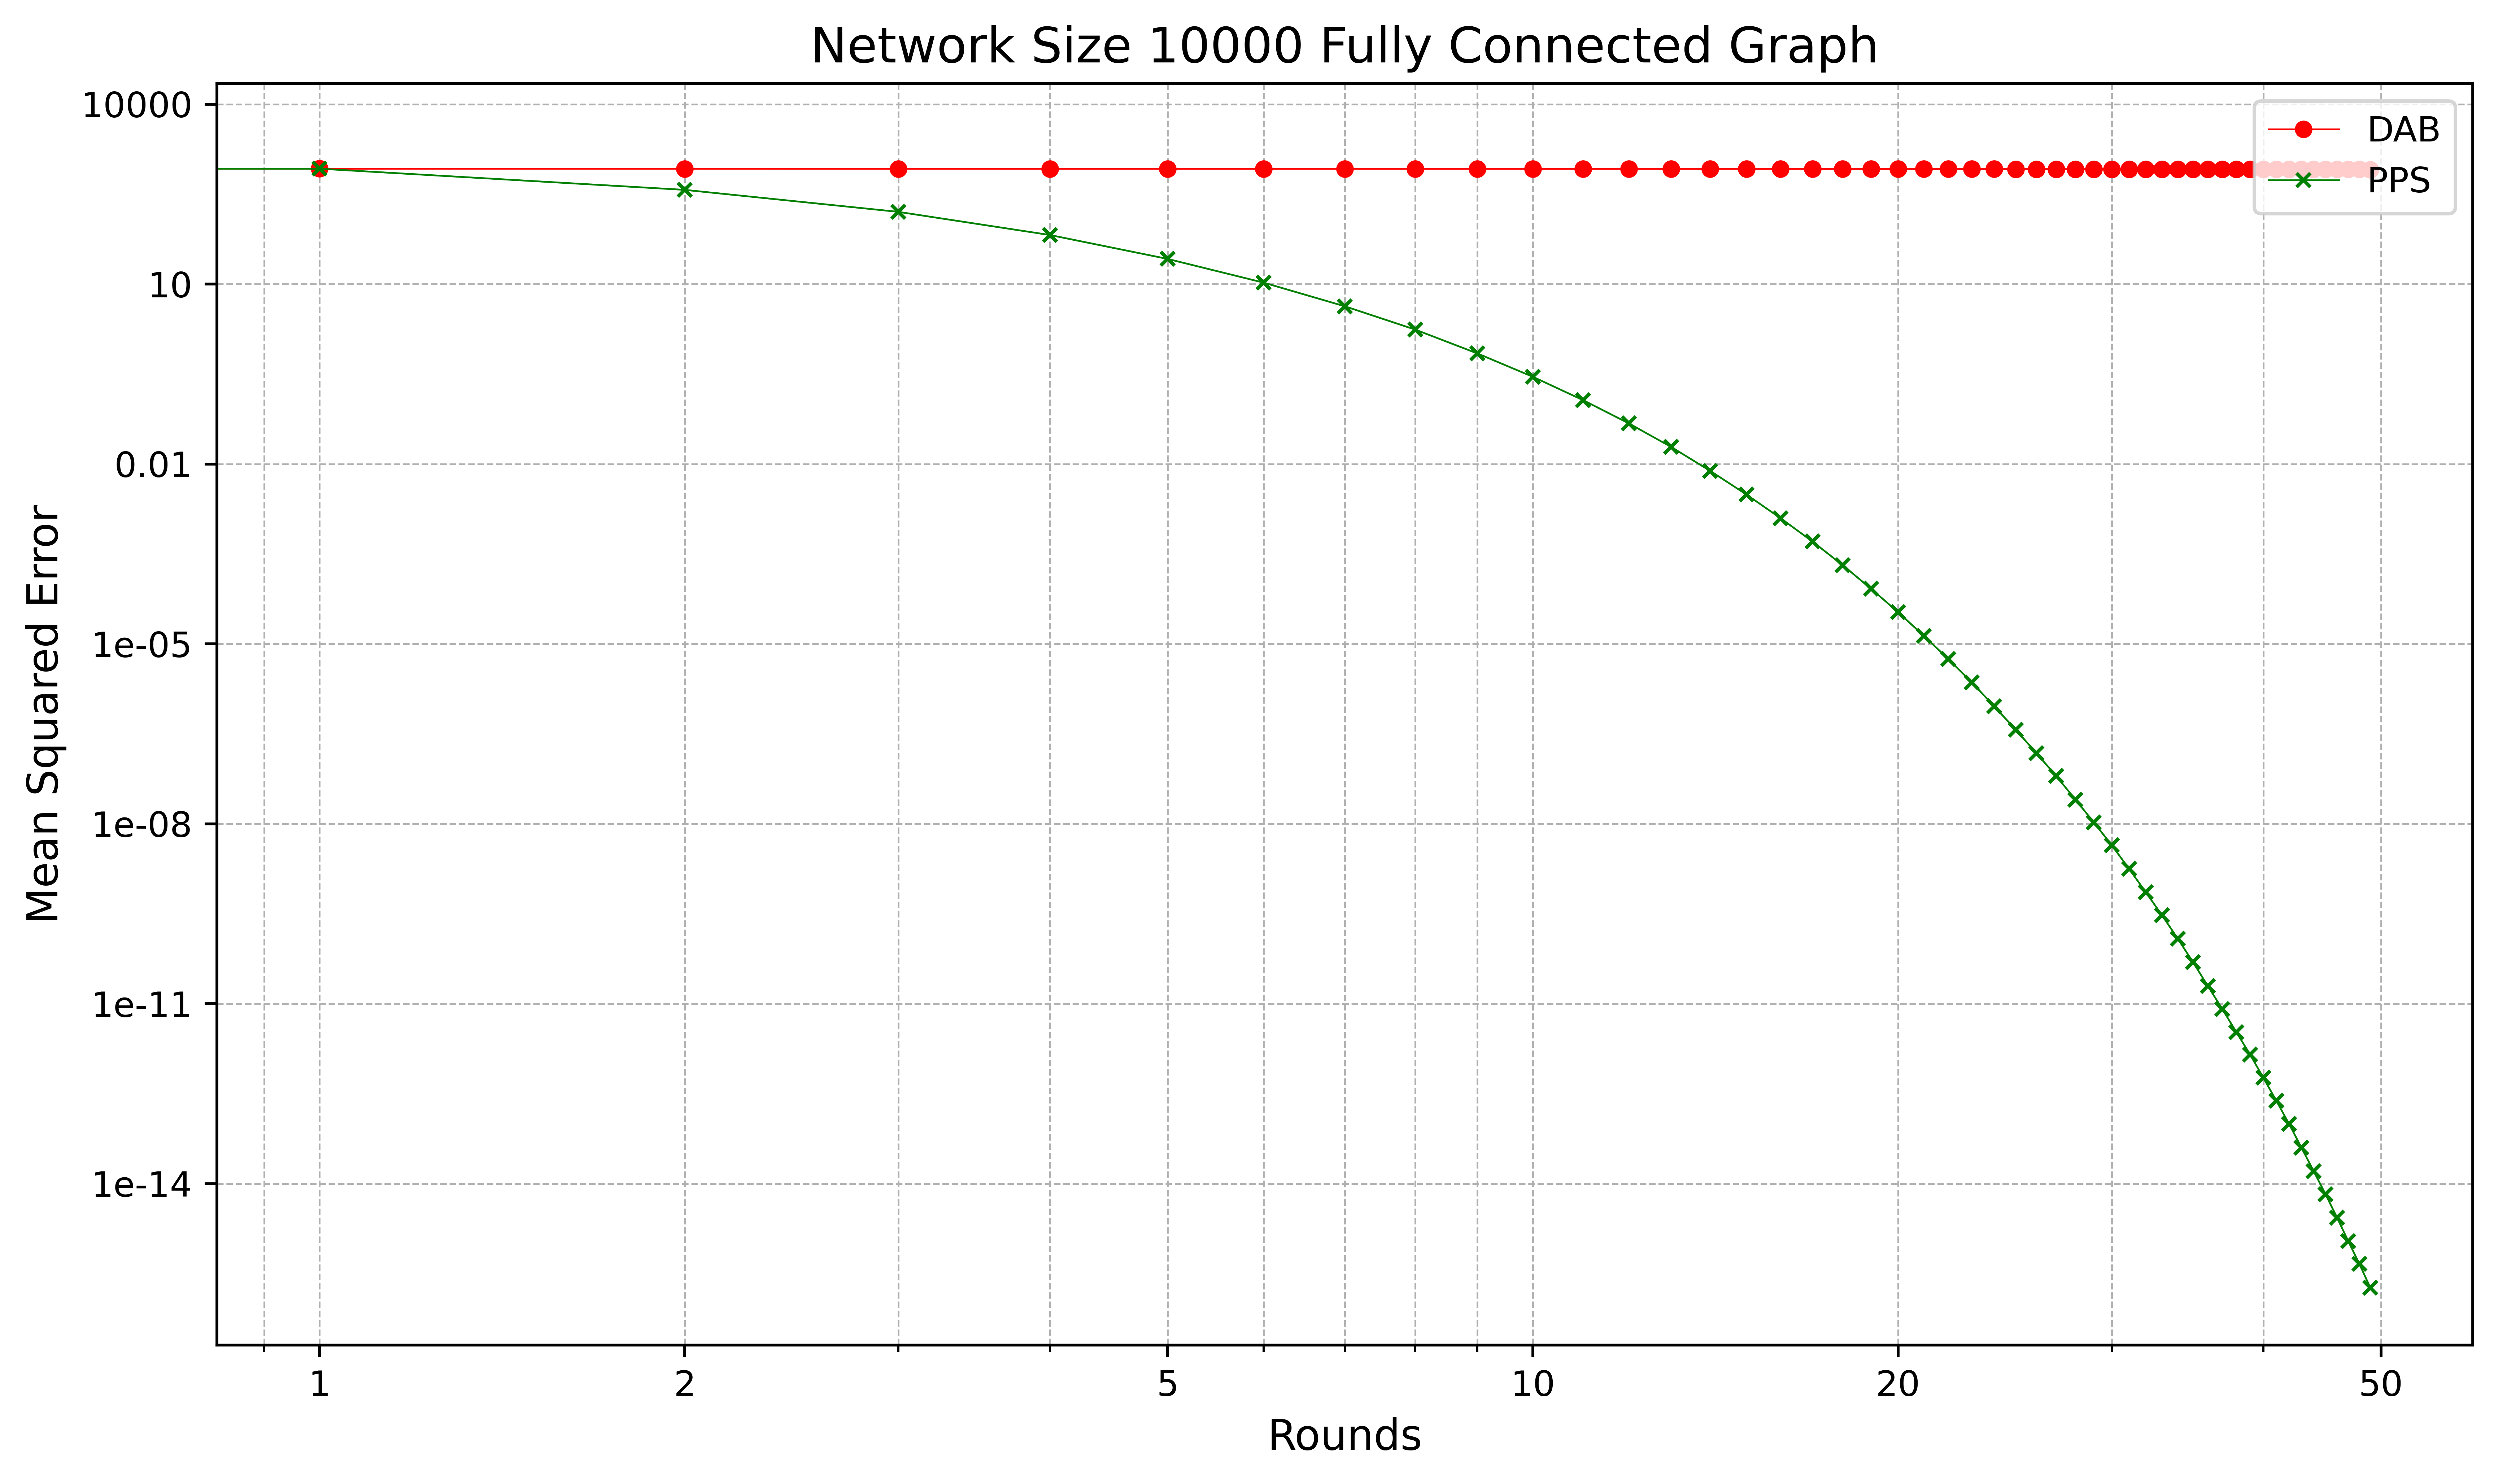 Network Size 10000 Fully Connected Graph
10000
10
0.01
1e-05
1e-08
1e-11
1e-14
Mean Squared Error
DAB
PPS
1 2 5 10 20 50
Rounds